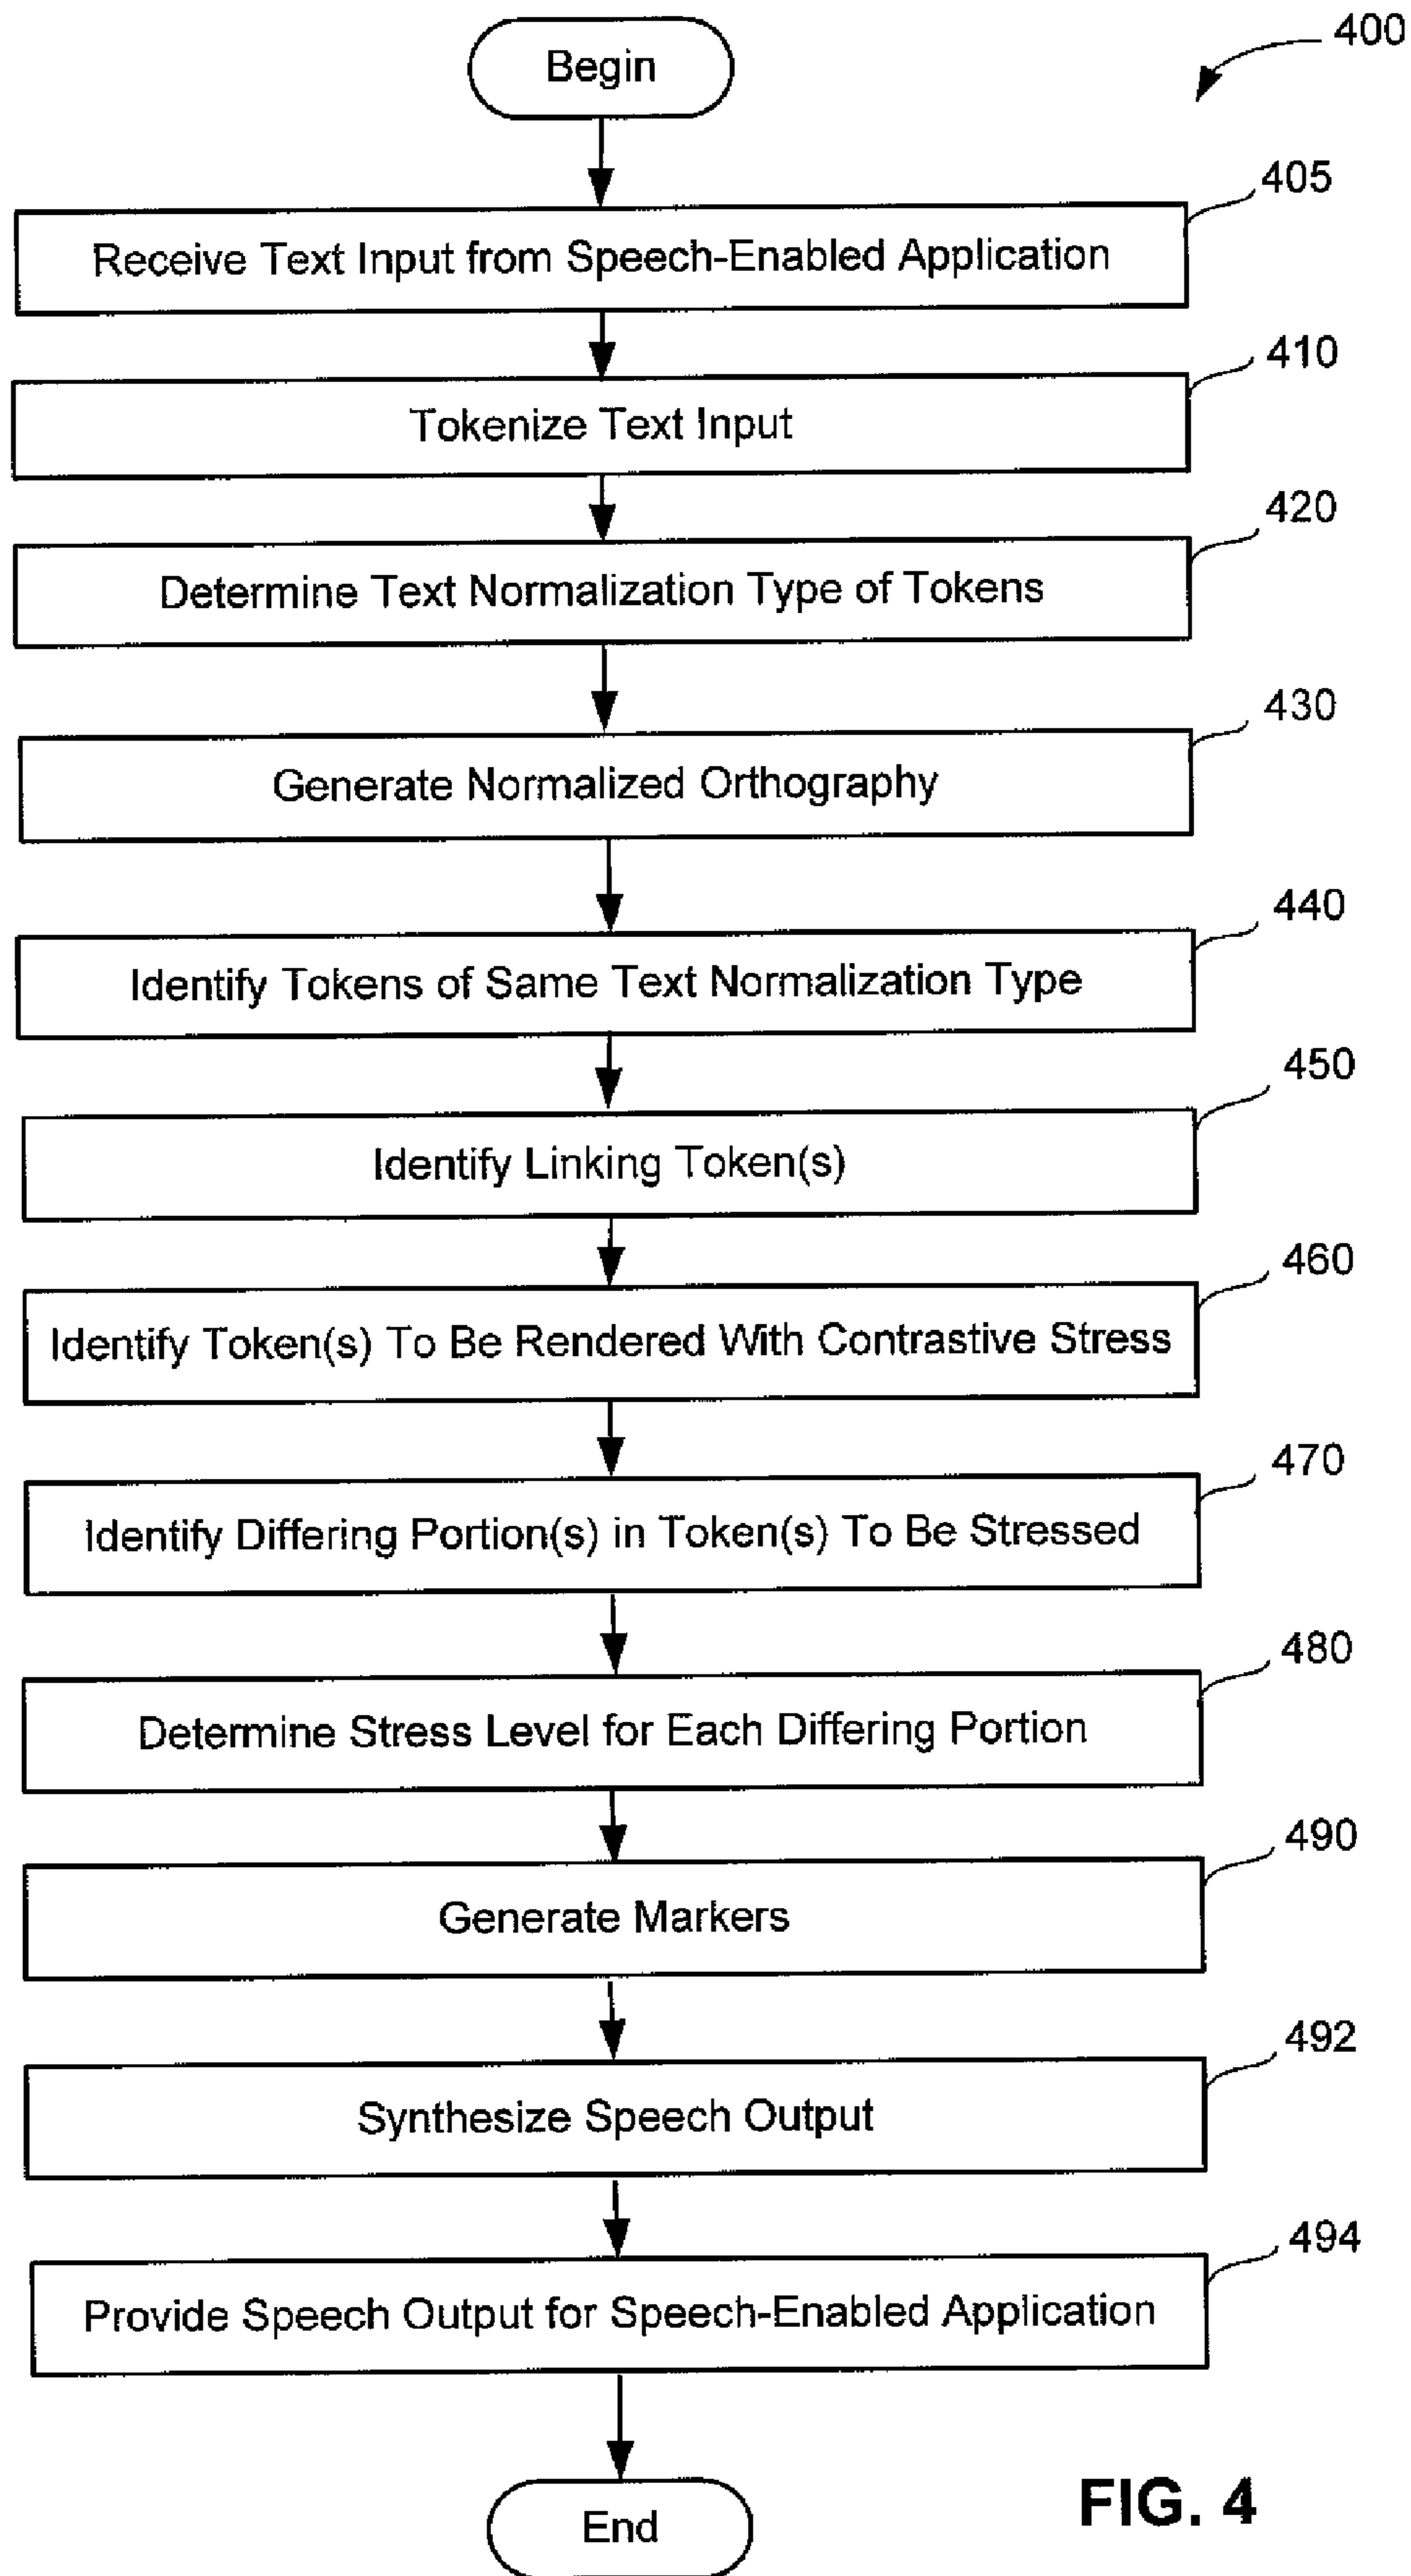 Begin
400
405
Receive Text Input from Speech-Enabled Application
410
Tokenize Text Input
420
Determine Text Normalization Type of Tokens
430
Generate Normalized Orthography
440
Identify Tokens of Same Text Normalization Type
450
Identify Linking Token(s)
460
Identify Token(s) To Be Rendered With Contrastive Stress
470
Identify Differing Portion(s) in Token(s) To Be Stressed
480
Determine Stress Level for Each Differing Portion
490
Generate Markers
492
Synthesize Speech Output
494
Provide Speech Output for Speech-Enabled Application
End
FIG. 4